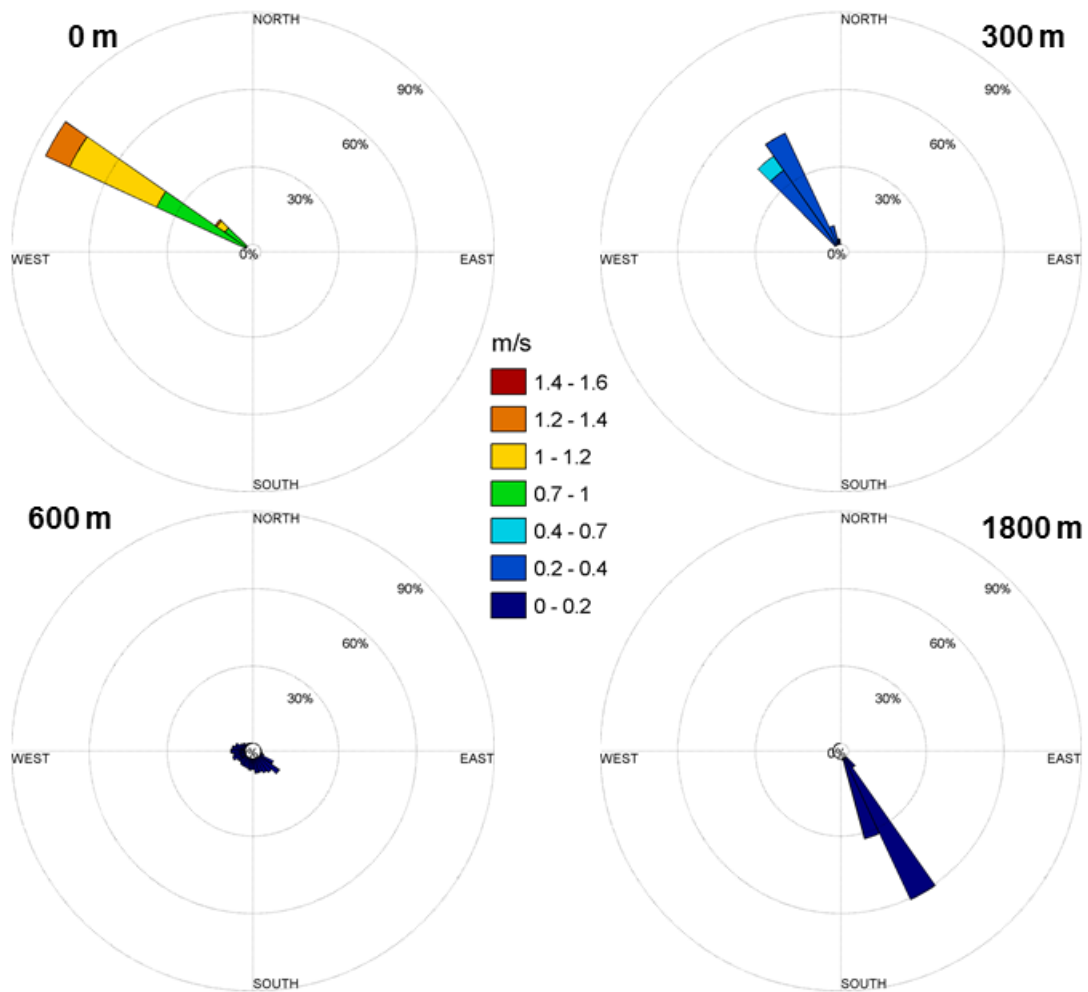 NORTH
0 m
90%
60%
30%
WEST
0%
EAST
SOUTH
NORTH
300 m
90%
60%
30%
WEST
0%
EAST
SOUTH
m/s
1.4 - 1.6
1.2 - 1.4
1 - 1.2
0.7 - 1
0.4 - 0.7
0.2 - 0.4
0 - 0.2
600 m
NORTH
90%
60%
30%
%
WEST
EAST
SOUTH
NORTH
1800 m
90%
60%
30%
0%
WEST
EAST
SOUTH